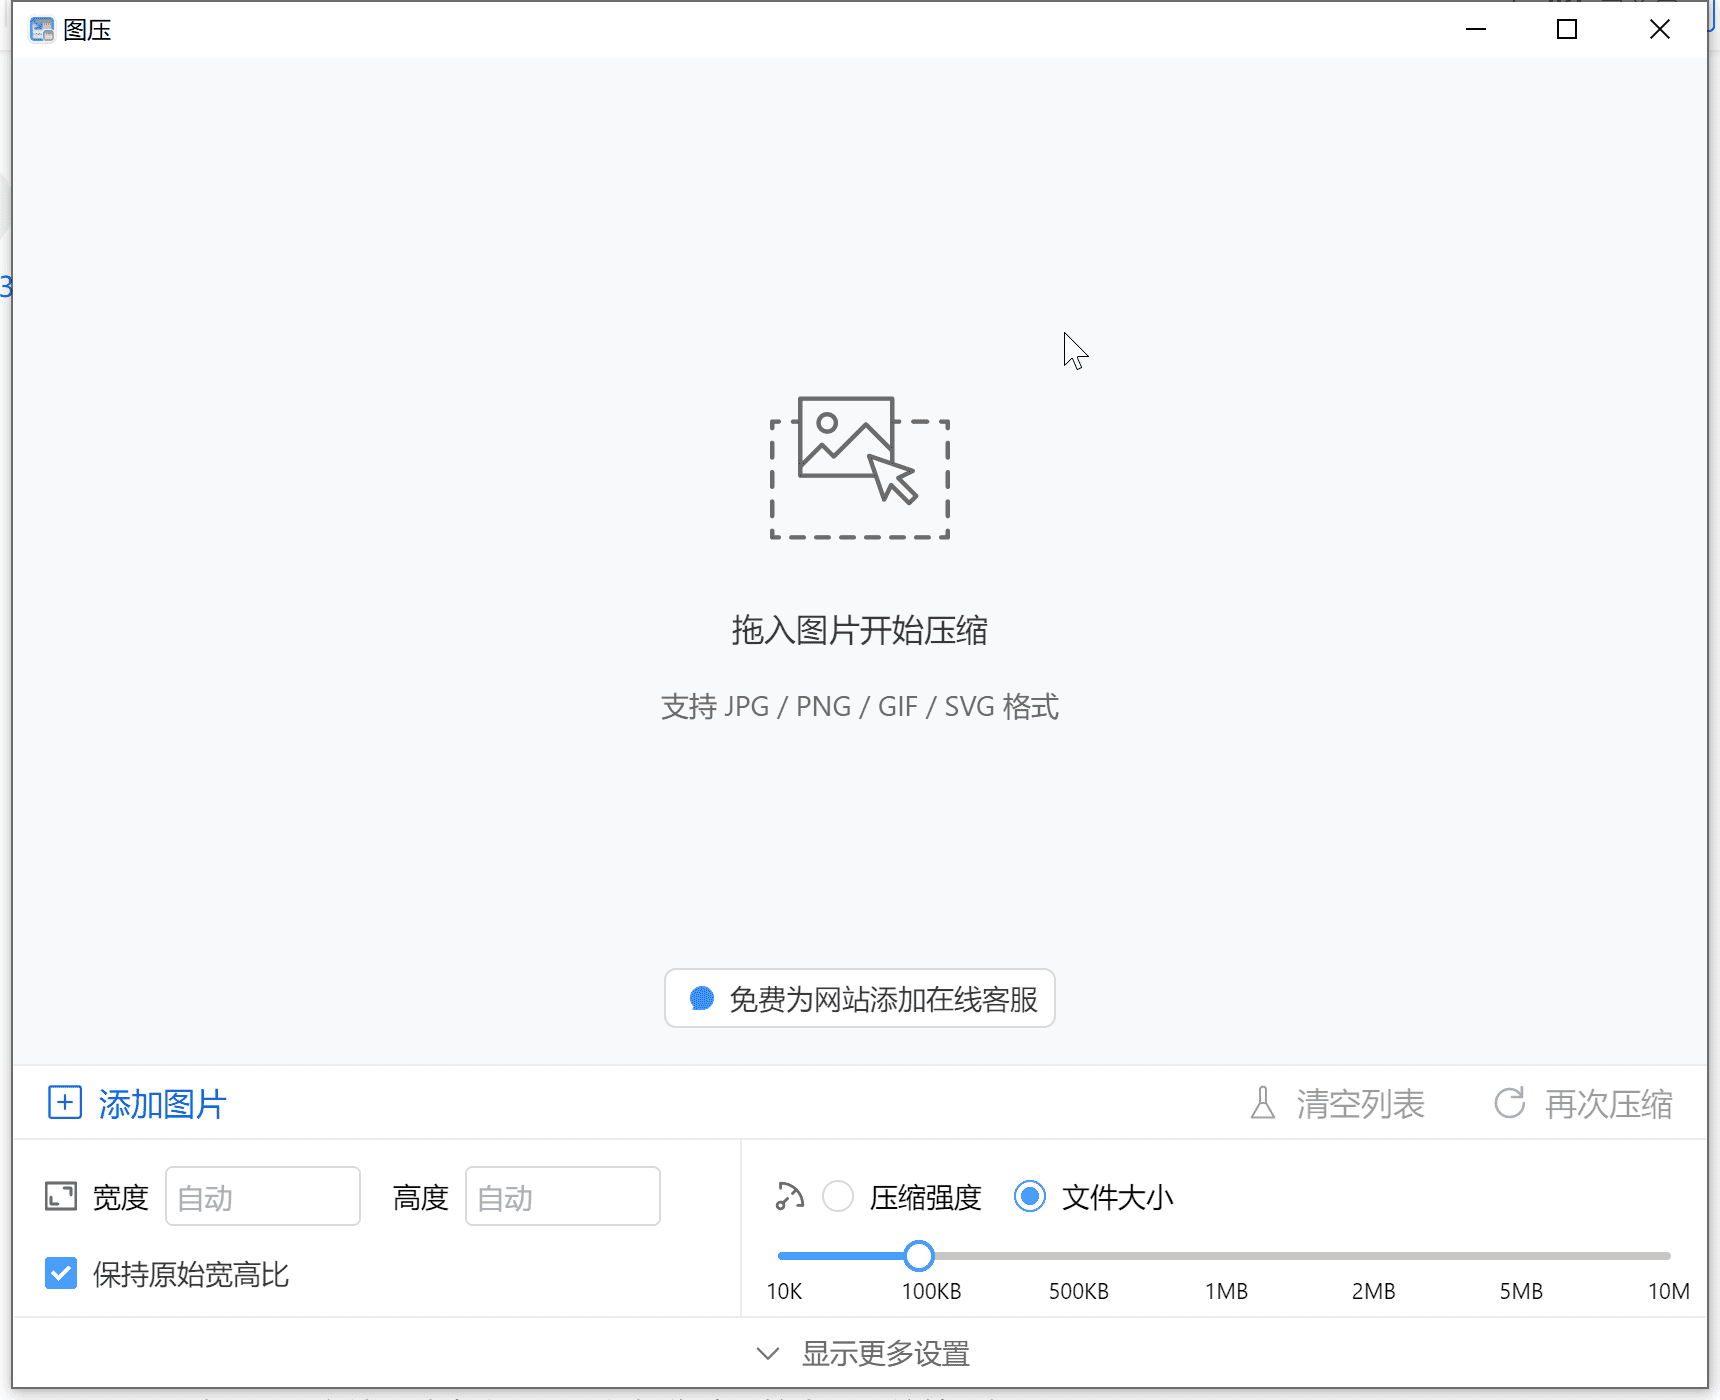 图压
3
拖入图片开始压缩
支持 JPG / PNG / GIF / SVG 格式
免费为网站添加在线客服
添加图片 清空列表 再次压缩
宽度 自动 高度 自动 压缩强度 文件大小
保持原始宽高比
10K 100KB 500KB 1MB 2MB 5MB 10M
显示更多设置